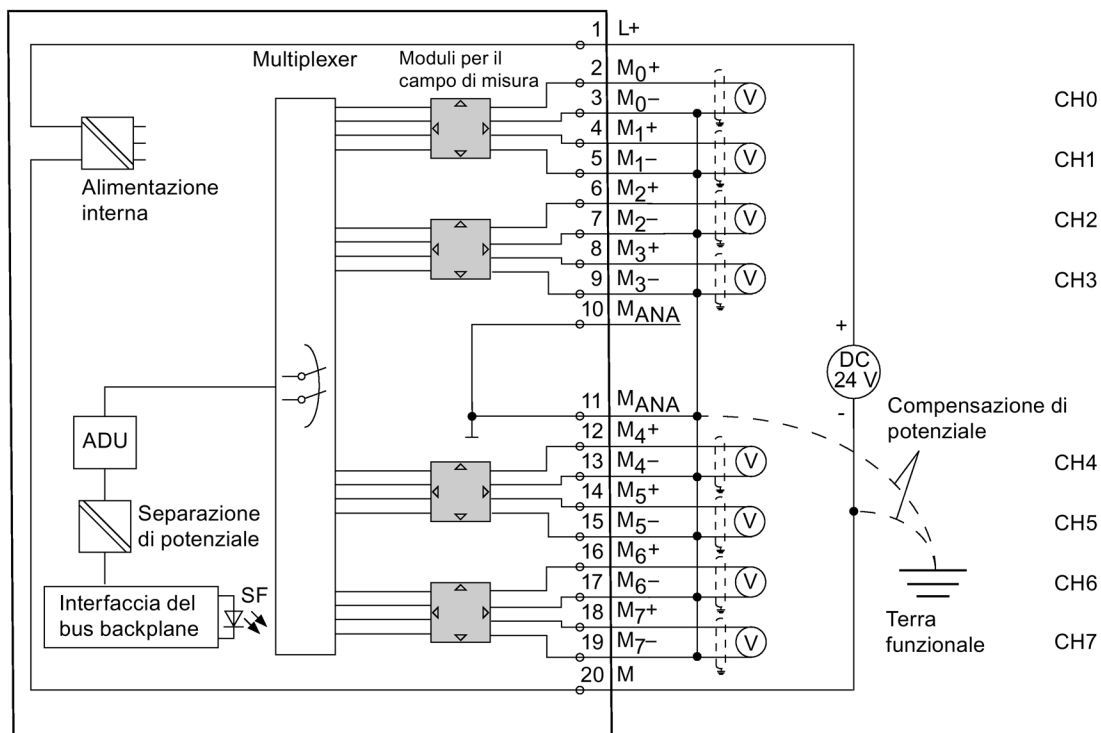 1 L+
Multiplexer
Moduli per il
campo di misura
2 M0+
3 M0−
CH0
4 M1+
5 M1−
CH1
Alimentazione
interna
6 M2+
7 M2−
CH2
8 M3+
9 M3−
CH3
10 MANA
+
DC
24 V
-
11 MANA
Compensazione di
potenziale
12 M4+
13 M4−
CH4
ADU
14 M5+
15 M5−
CH5
Separazione
di potenziale
16 M6+
17 M6−
CH6
Interfaccia del
bus backplane
SF
18 M7+
19 M7−
CH7
Terra
funzionale
20 M
V
V
V
V
V
V
V
V